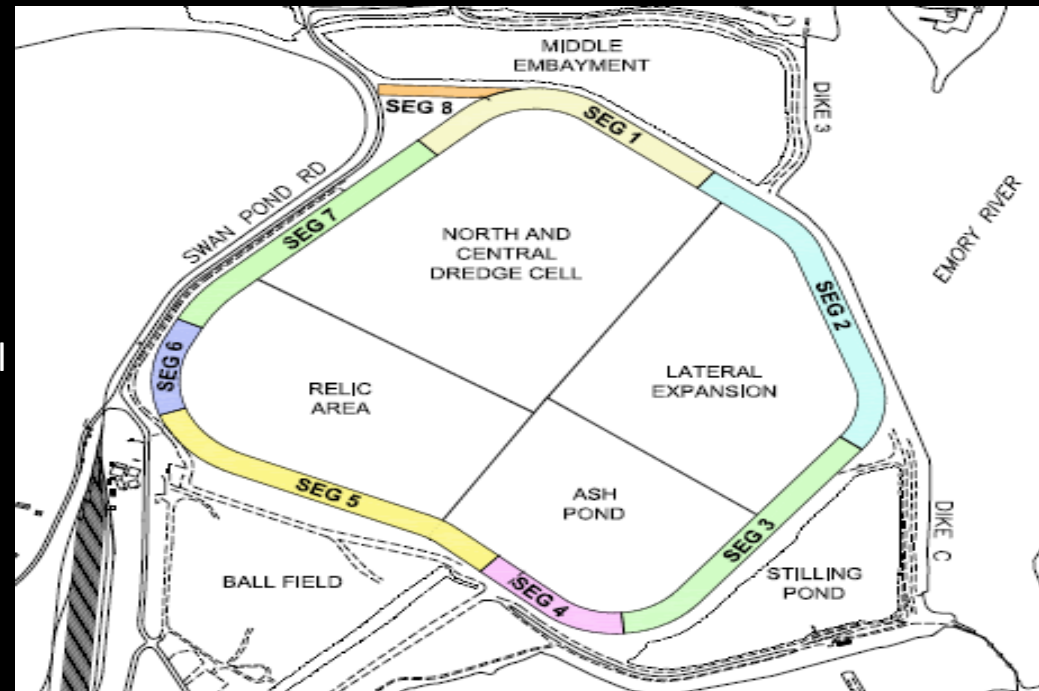 MIDDLE
EMBAYMENT
SEG 8
SEG 1
DIKE 3
SWAN POND RD
SEG 7
NORTH AND
CENTRAL
DREDGE CELL
EMORY RIVER
SEG 2
SEG 6
RELIC
AREA
LATERAL
EXPANSION
SEG 5
ASH
POND
SEG 3
DIKE C
BALL FIELD
SEG 4
STILLING
POND